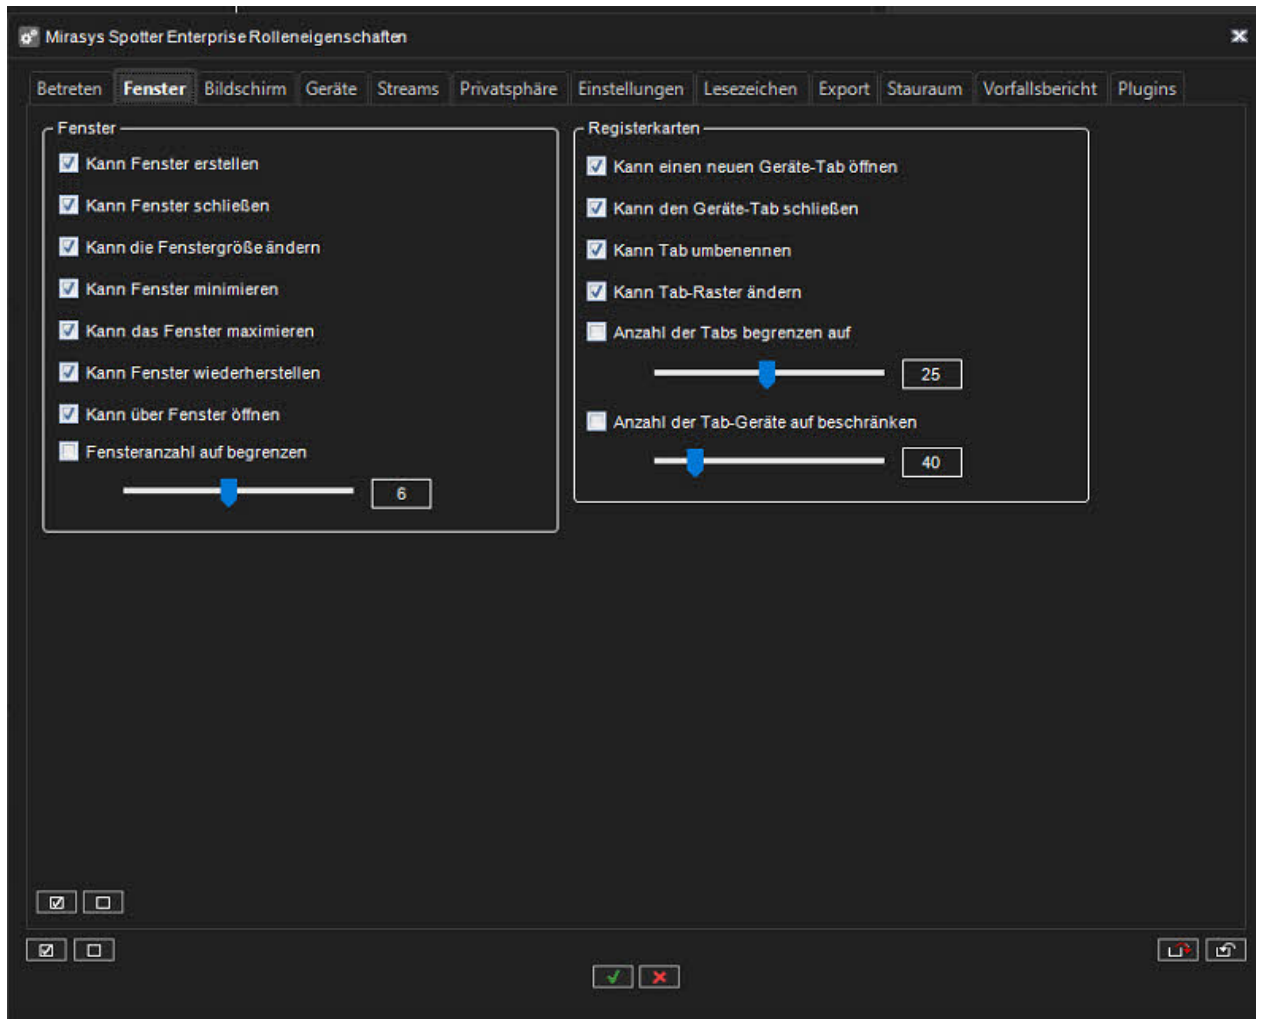 Mirasys Spotter Enterprise Rolleneigenschaften
Betreten Fenster Bildschirm Geräte Streams Privatsphäre Einstellungen Lesezeichen Export Stauraum Vorfallsbericht Plugins
Fenster
Kann Fenster erstellen
Kann Fenster schließen
Kann die Fenstergröße ändern
Kann Fenster minimieren
Kann das Fenster maximieren
Kann Fenster wiederherstellen
Kann über Fenster öffnen
Fensteranzahl auf begrenzen
6
Registerkarten
Kann einen neuen Geräte-Tab öffnen
Kann den Geräte-Tab schließen
Kann Tab umbenennen
Kann Tab-Raster ändern
Anzahl der Tabs begrenzen auf
25
Anzahl der Tab-Geräte auf beschränken
40